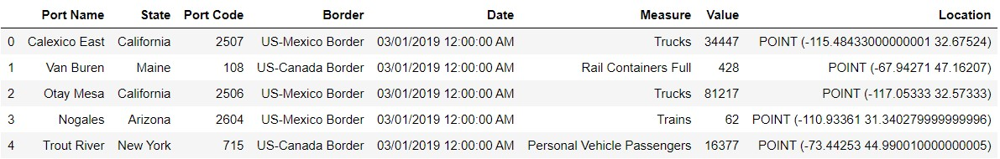 Port Name State Port Code Border Date Measure Value Location
0 Calexico East California 2507 US-Mexico Border 03/01/2019 12:00:00 AM Trucks 34447 POINT (-115.48433000000001 32.67524)
1 Van Buren Maine 108 US-Canada Border 03/01/2019 12:00:00 AM Rail Containers Full 428 POINT (-67.94271 47.16207)
2 Otay Mesa California 2506 US-Mexico Border 03/01/2019 12:00:00 AM Trucks 81217 POINT (-117.05333 32.57333)
3 Nogales Arizona 2604 US-Mexico Border 03/01/2019 12:00:00 AM Trains 62 POINT (-110.93361 31.340279999999996)
4 Trout River New York 715 US-Canada Border 03/01/2019 12:00:00 AM Personal Vehicle Passengers 16377 POINT (-73.44253 44.990010000000005)